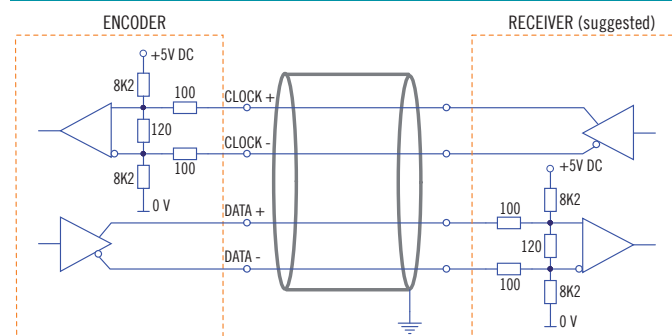 ENCODER
RECEIVER (suggested)
+5V DC
8K2
100
CLOCK +
120
CLOCK -
100
8K2
0 V
+5V DC
8K2
DATA +
100
120
DATA -
100
8K2
0 V